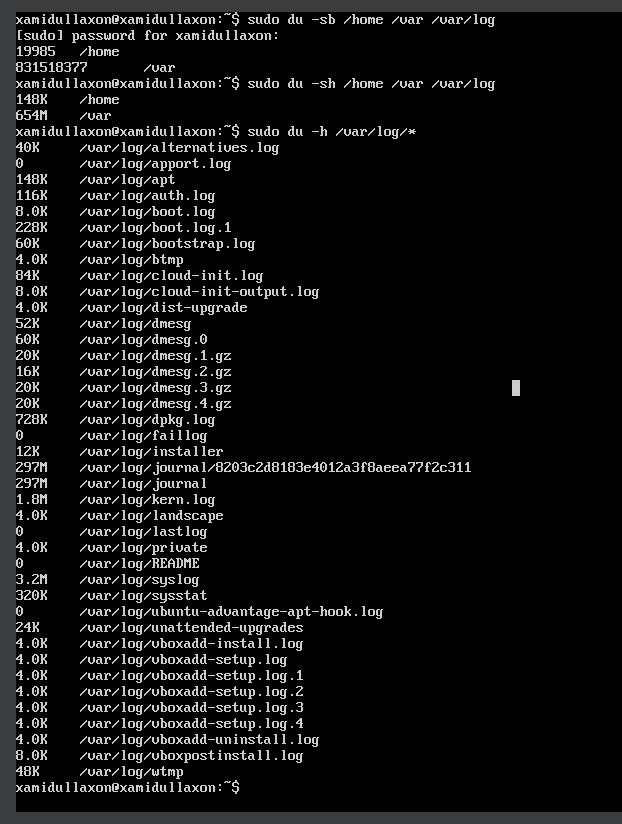 xamidullaxon@xamidullaxon:~$ sudo du -sb /home /var /var/log
[sudo] password for xamidullaxon:
19985   /home
831518377       /var
xamidullaxon@xamidullaxon:~$ sudo du -sh /home /var /var/log
148K    /home
654M    /var
xamidullaxon@xamidullaxon:~$ sudo du -h /var/log/*
40K     /var/log/alternatives.log
0       /var/log/apport.log
148K    /var/log/apt
116K    /var/log/auth.log
8.0K    /var/log/boot.log
228K    /var/log/boot.log.1
60K     /var/log/bootstrap.log
4.0K    /var/log/btmp
84K     /var/log/cloud-init.log
8.0K    /var/log/cloud-init-output.log
4.0K    /var/log/dist-upgrade
52K     /var/log/dmesg
60K     /var/log/dmesg.0
20K     /var/log/dmesg.1.gz
16K     /var/log/dmesg.2.gz
20K     /var/log/dmesg.3.gz
20K     /var/log/dmesg.4.gz
728K    /var/log/dpkg.log
0       /var/log/faillog
12K     /var/log/installer
297M    /var/log/journal/8203c2d8183e4012a3f8aeea77f2c311
297M    /var/log/journal
1.8M    /var/log/kern.log
4.0K    /var/log/landscape
0       /var/log/lastlog
4.0K    /var/log/private
0       /var/log/README
3.2M    /var/log/syslog
320K    /var/log/sysstat
0       /var/log/ubuntu-advantage-apt-hook.log
24K     /var/log/unattended-upgrades
4.0K    /var/log/vboxadd-install.log
4.0K    /var/log/vboxadd-setup.log
4.0K    /var/log/vboxadd-setup.log.1
4.0K    /var/log/vboxadd-setup.log.2
4.0K    /var/log/vboxadd-setup.log.3
4.0K    /var/log/vboxadd-setup.log.4
4.0K    /var/log/vboxadd-uninstall.log
8.0K    /var/log/vboxpostinstall.log
48K     /var/log/wtmp
xamidullaxon@xamidullaxon:~$